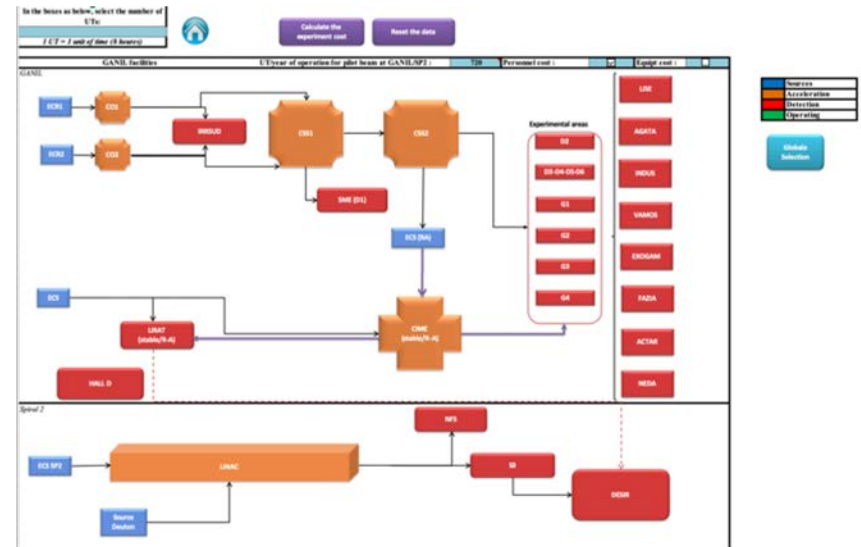 In the boxes as below, select the number of
UTs:
1 UT = 1 unit of time (8 hours)
Calculate the
experiment cost
Reset the data
GANIL facilities
UT/year of operation for pilot beam at GANIL/SP2 :
720
Personnel cost :
Equipt cost :
GANIL
ECR1
CO1
ECR2
CO2
IRRSUD
CSS1
CSS2
SME (D1)
ECS (RA)
ECS
LIRAT
(stable/R-A)
CIME
(stable/R-A)
HALL D
Experimental areas
D2
D3-D4-D5-D6
G1
G2
G3
G4
LISE
AGATA
INDUS
VAMOS
EXOGAM
FAZIA
ACTAR
NEDA
Sources
Acceleration
Detection
Operating
Globale
Selection
Spiral 2
ECS SP2
LINAC
Source
Deuton
NFS
S3
DESIR